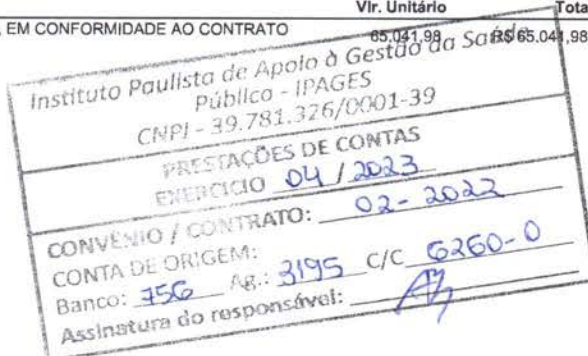 Vlr. Unitário Tota
, EM CONFORMIDADE AO CONTRATO 65.041,98 R$ 65.041,98
Instituto Paulista de Apoio à Gestão da Saúde
Público - IPAGES
CNPJ - 39.781.326/0001-39
PRESTAÇÕES DE CONTAS
EXERCICIO 04 / 2023
CONVÊNIO / CONTRATO: 02- 2022
CONTA DE ORIGEM:
Banco: 756 Ag.: 3195 C/C 6260-0
Assinatura do responsável: